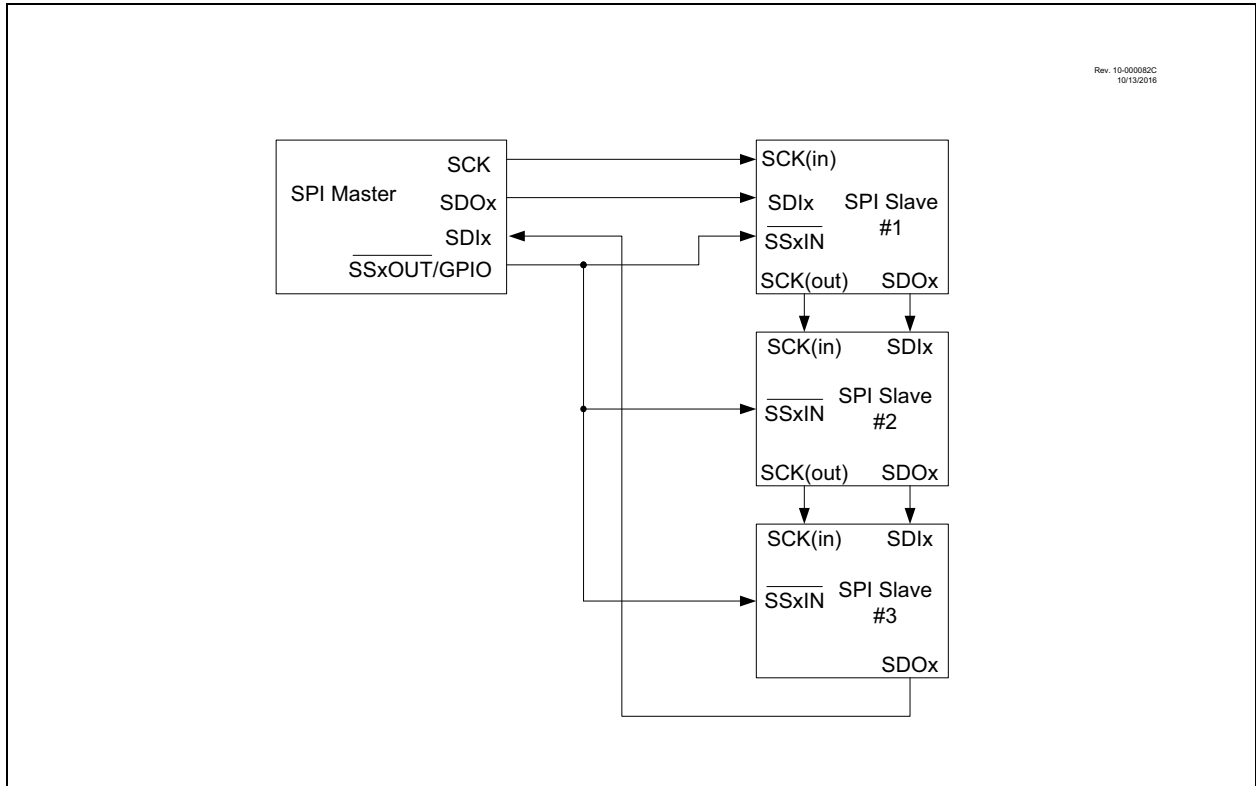 Rev. 10-000082C
10/13/2016
SPI Master
SCK
SDOx
SDIx
SSxOUT/GPIO
SCK(in)
SDIx
SSxIN
SPI Slave
#1
SCK(out) SDOx
SCK(in) SDIx
SSxIN
SPI Slave
#2
SCK(out) SDOx
SCK(in) SDIx
SSxIN
SPI Slave
#3
SDOx